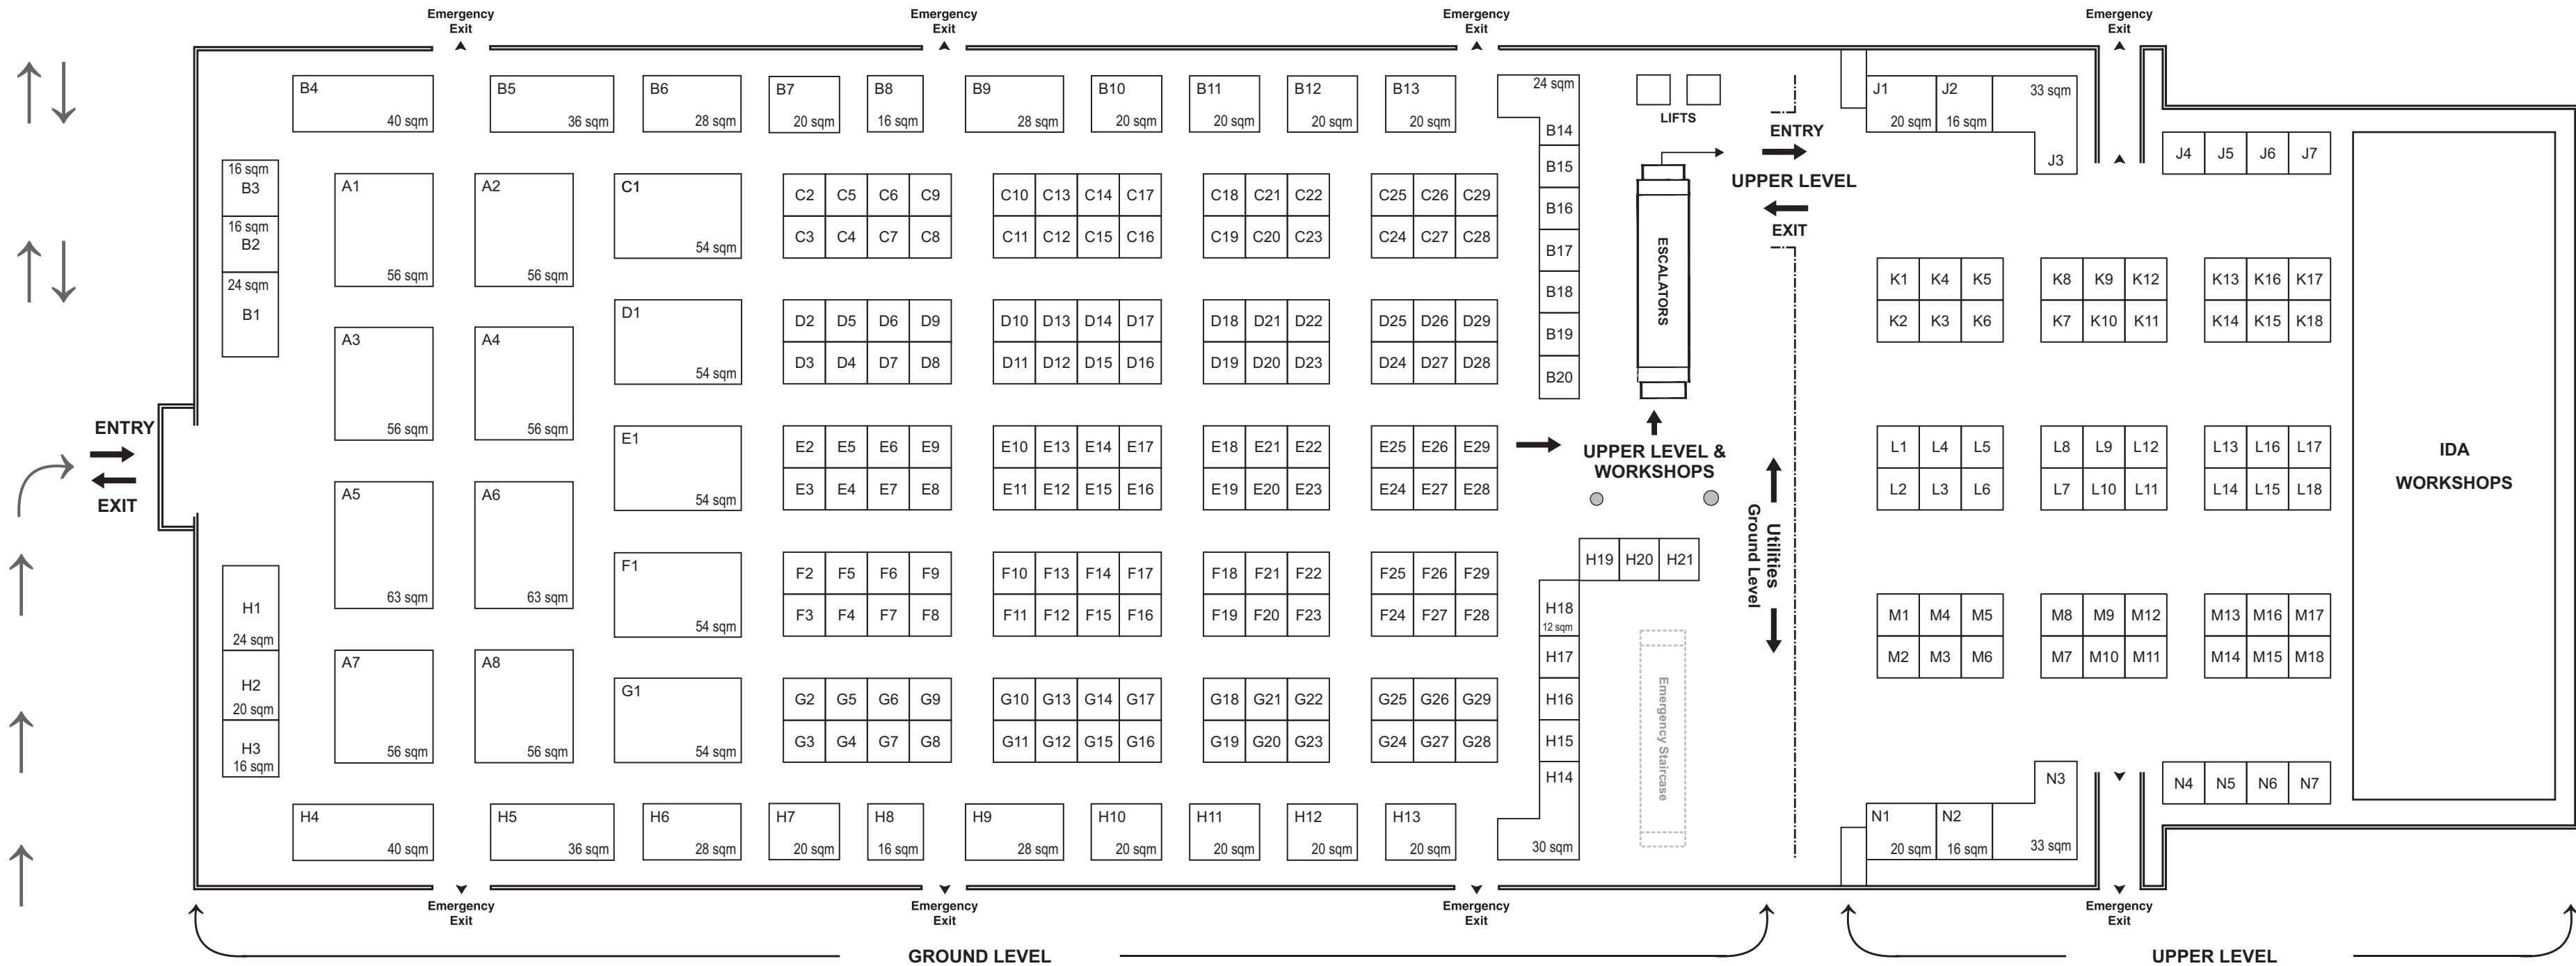 Emergency
Exit
Emergency
Exit
Emergency
Exit
Emergency
Exit
B4
40 sqm
B5
36 sqm
B6
28 sqm
B7
20 sqm
B8
16 sqm
B9
28 sqm
B10
20 sqm
B11
20 sqm
B12
20 sqm
B13
20 sqm
24 sqm
B14
B15
B16
B17
B18
B19
B20
LIFTS
ENTRY
UPPER LEVEL
EXIT
ESCALATORS
J1
20 sqm
J2
16 sqm
33 sqm
J3
J4 J5 J6 J7
16 sqm
B3
16 sqm
B2
24 sqm
B1
A1
56 sqm
A2
56 sqm
C1
54 sqm
C2 C5 C6 C9
C3 C4 C7 C8
C10 C13 C14 C17
C11 C12 C15 C16
C18 C21 C22
C19 C20 C23
C25 C26 C29
C24 C27 C28
K1 K4 K5
K2 K3 K6
K8 K9 K12
K7 K10 K11
K13 K16 K17
K14 K15 K18
D1
54 sqm
D2 D5 D6 D9
D3 D4 D7 D8
D10 D13 D14 D17
D11 D12 D15 D16
D18 D21 D22
D19 D20 D23
D25 D26 D29
D24 D27 D28
A3
56 sqm
A4
56 sqm
ENTRY
EXIT
E1
54 sqm
E2 E5 E6 E9
E3 E4 E7 E8
E10 E13 E14 E17
E11 E12 E15 E16
E18 E21 E22
E19 E20 E23
E25 E26 E29
E24 E27 E28
UPPER LEVEL &
WORKSHOPS
L1 L4 L5
L2 L3 L6
L8 L9 L12
L7 L10 L11
L13 L16 L17
L14 L15 L18
IDA
WORKSHOPS
A5
63 sqm
A6
63 sqm
Utilities
Ground Level
F1
54 sqm
F2 F5 F6 F9
F3 F4 F7 F8
F10 F13 F14 F17
F11 F12 F15 F16
F18 F21 F22
F19 F20 F23
F25 F26 F29
F24 F27 F28
H19 H20 H21
H18
12 sqm
H17
H16
H15
H14
30 sqm
Emergency Staircase
M1 M4 M5
M2 M3 M6
M8 M9 M12
M7 M10 M11
M13 M16 M17
M14 M15 M18
H1
24 sqm
H2
20 sqm
H3
16 sqm
A7
56 sqm
A8
56 sqm
G1
54 sqm
G2 G5 G6 G9
G3 G4 G7 G8
G10 G13 G14 G17
G11 G12 G15 G16
G18 G21 G22
G19 G20 G23
G25 G26 G29
G24 G27 G28
H4
40 sqm
H5
36 sqm
H6
28 sqm
H7
20 sqm
H8
16 sqm
H9
28 sqm
H10
20 sqm
H11
20 sqm
H12
20 sqm
H13
20 sqm
N1
20 sqm
N2
16 sqm
N3
33 sqm
N4 N5 N6 N7
Emergency
Exit
Emergency
Exit
Emergency
Exit
Emergency
Exit
GROUND LEVEL
UPPER LEVEL